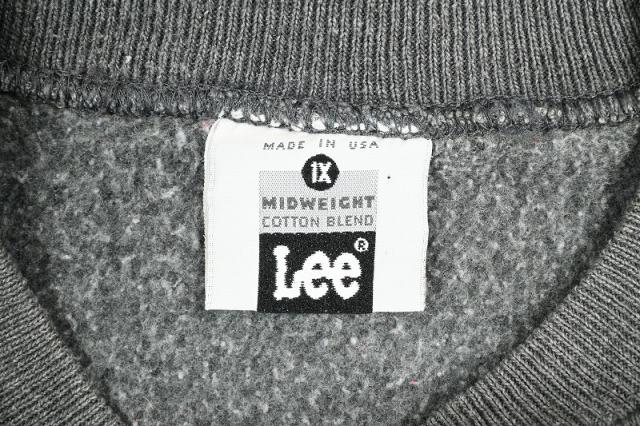 MADE IN USA
1X
MIDWEIGHT
COTTON BLEND
Lee®